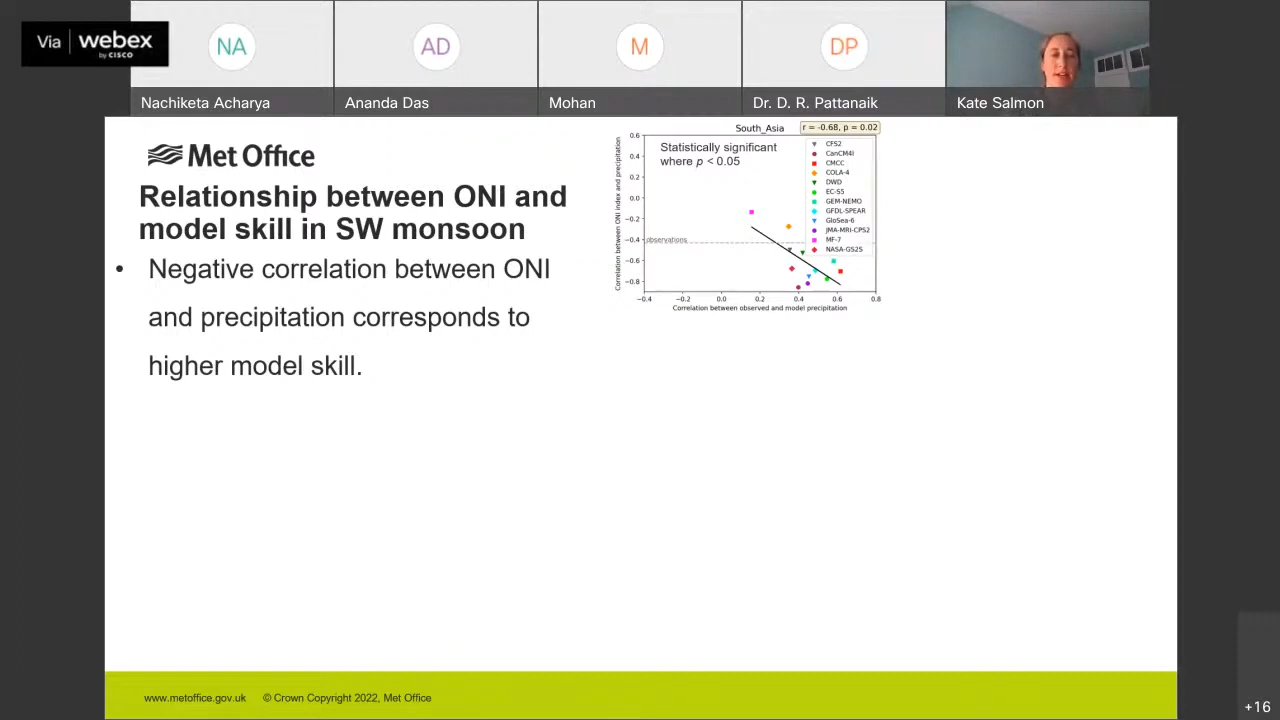 Via webex
by CISCO
NA
AD
M
DP
Nachiketa Acharya
Ananda Das
Mohan
Dr. D. R. Pattanaik
Kate Salmon
Met Office
Relationship between ONI and
model skill in SW monsoon
• Negative correlation between ONI
and precipitation corresponds to
higher model skill.
South_Asia
r = -0.68, p = 0.02
Statistically significant
where p < 0.05
CFS2
CanCM4i
CMCC
COLA-4
DWD
EC-S5
GEM-NEMO
GFDL-SPEAR
GloSea-6
JMA-MRI-CPS2
MF-7
NASA-GS2S
observations
Correlation between ONI index and precipitation
0.6
0.4
0.2
0.0
−0.2
−0.4
−0.6
−0.8
−0.4 −0.2 0.0 0.2 0.4 0.6 0.8
Correlation between observed and model precipitation
www.metoffice.gov.uk © Crown Copyright 2022, Met Office
+16